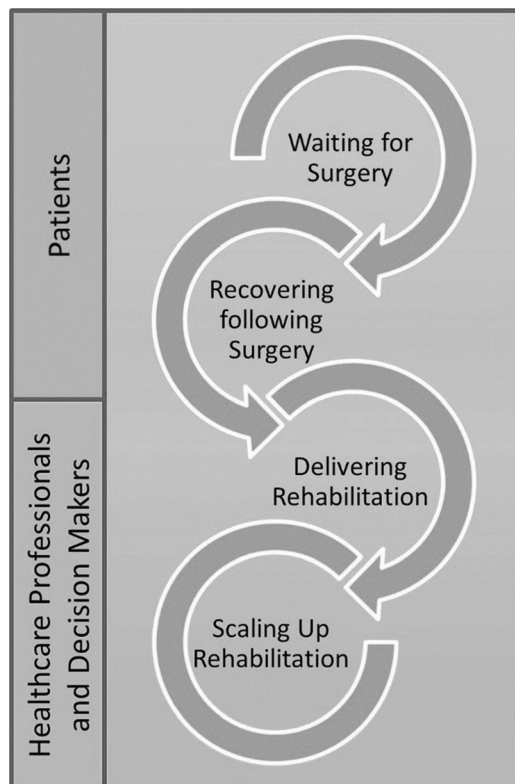 Patients
Waiting for
Surgery
Recovering
following
Surgery
Healthcare Professionals
and Decision Makers
Delivering
Rehabilitation
Scaling Up
Rehabilitation